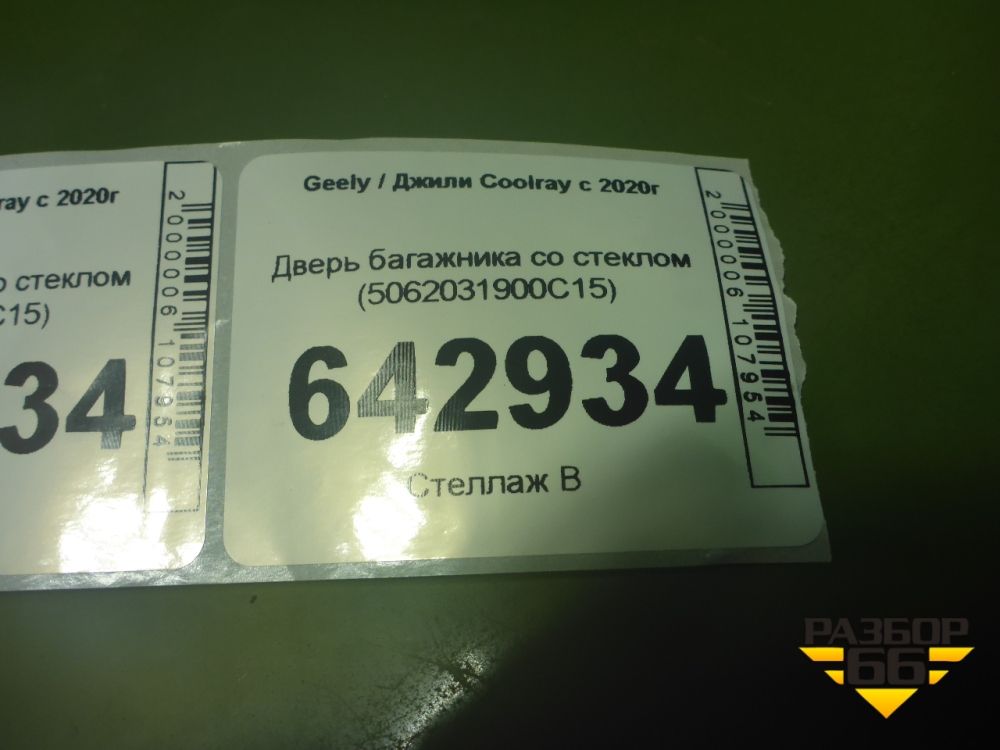 ray с 2020г
о стеклом
C15)
34
2000006107954
Geely / Джили Coolray с 2020г
Дверь багажника со стеклом
(5062031900C15)
642934
Стеллаж В
2000006107954
РАЗБОР
66